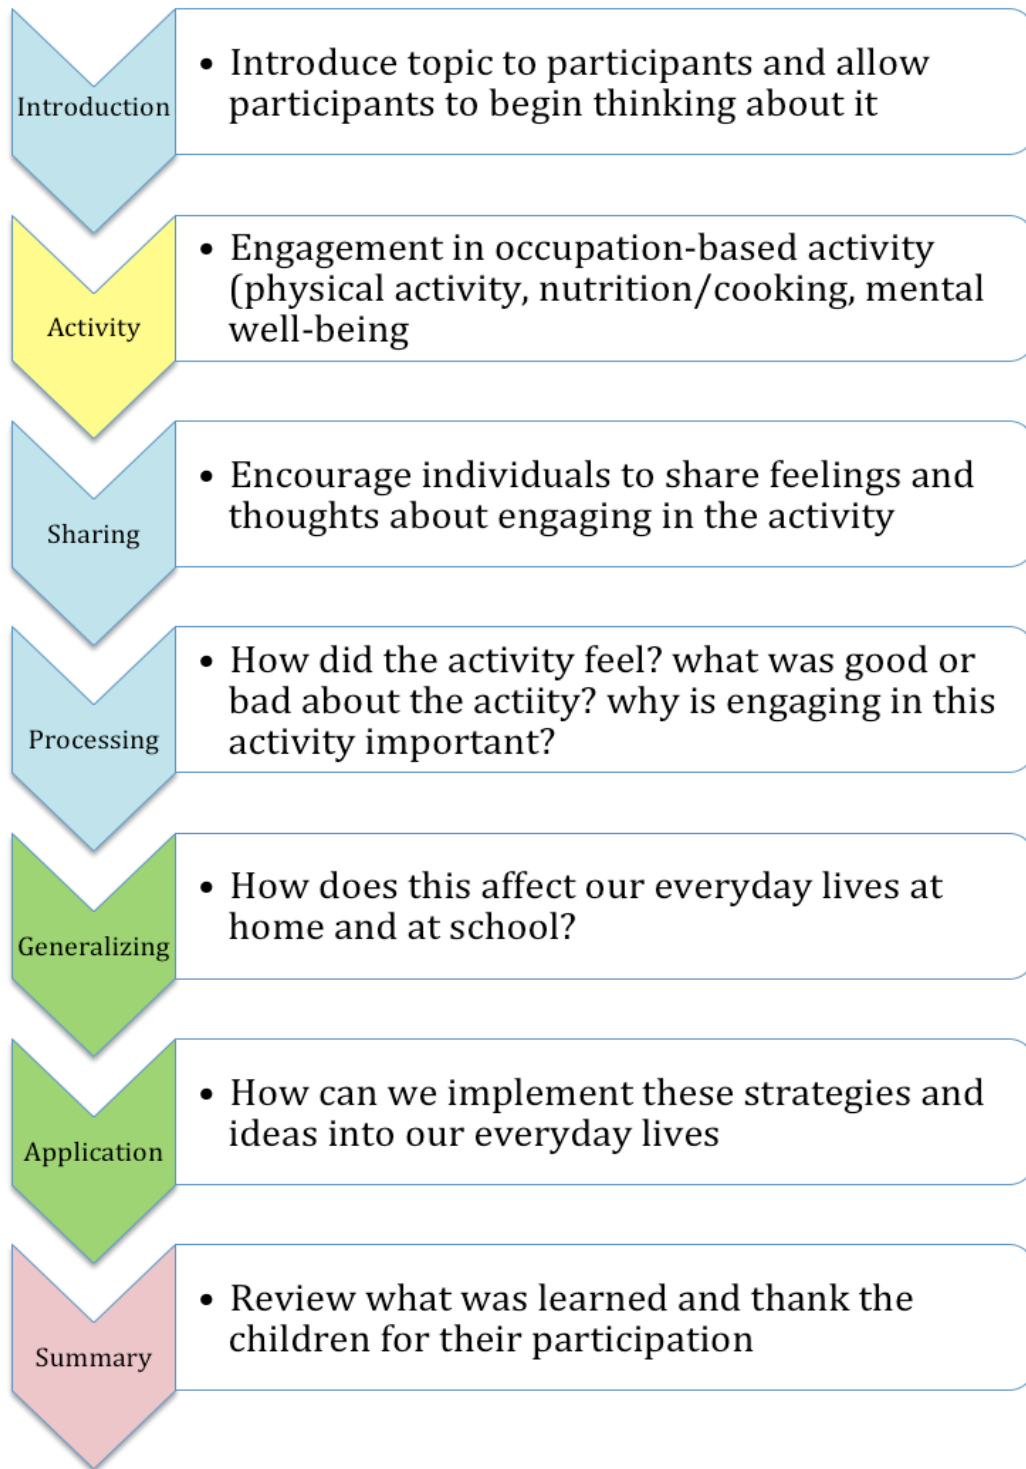 Introduction
• Introduce topic to participants and allow
participants to begin thinking about it
Activity
• Engagement in occupation-based activity
(physical activity, nutrition/cooking, mental
well-being
Sharing
• Encourage individuals to share feelings and
thoughts about engaging in the activity
Processing
• How did the activity feel? what was good or
bad about the actiity? why is engaging in this
activity important?
Generalizing
• How does this affect our everyday lives at
home and at school?
Application
• How can we implement these strategies and
ideas into our everyday lives
Summary
• Review what was learned and thank the
children for their participation